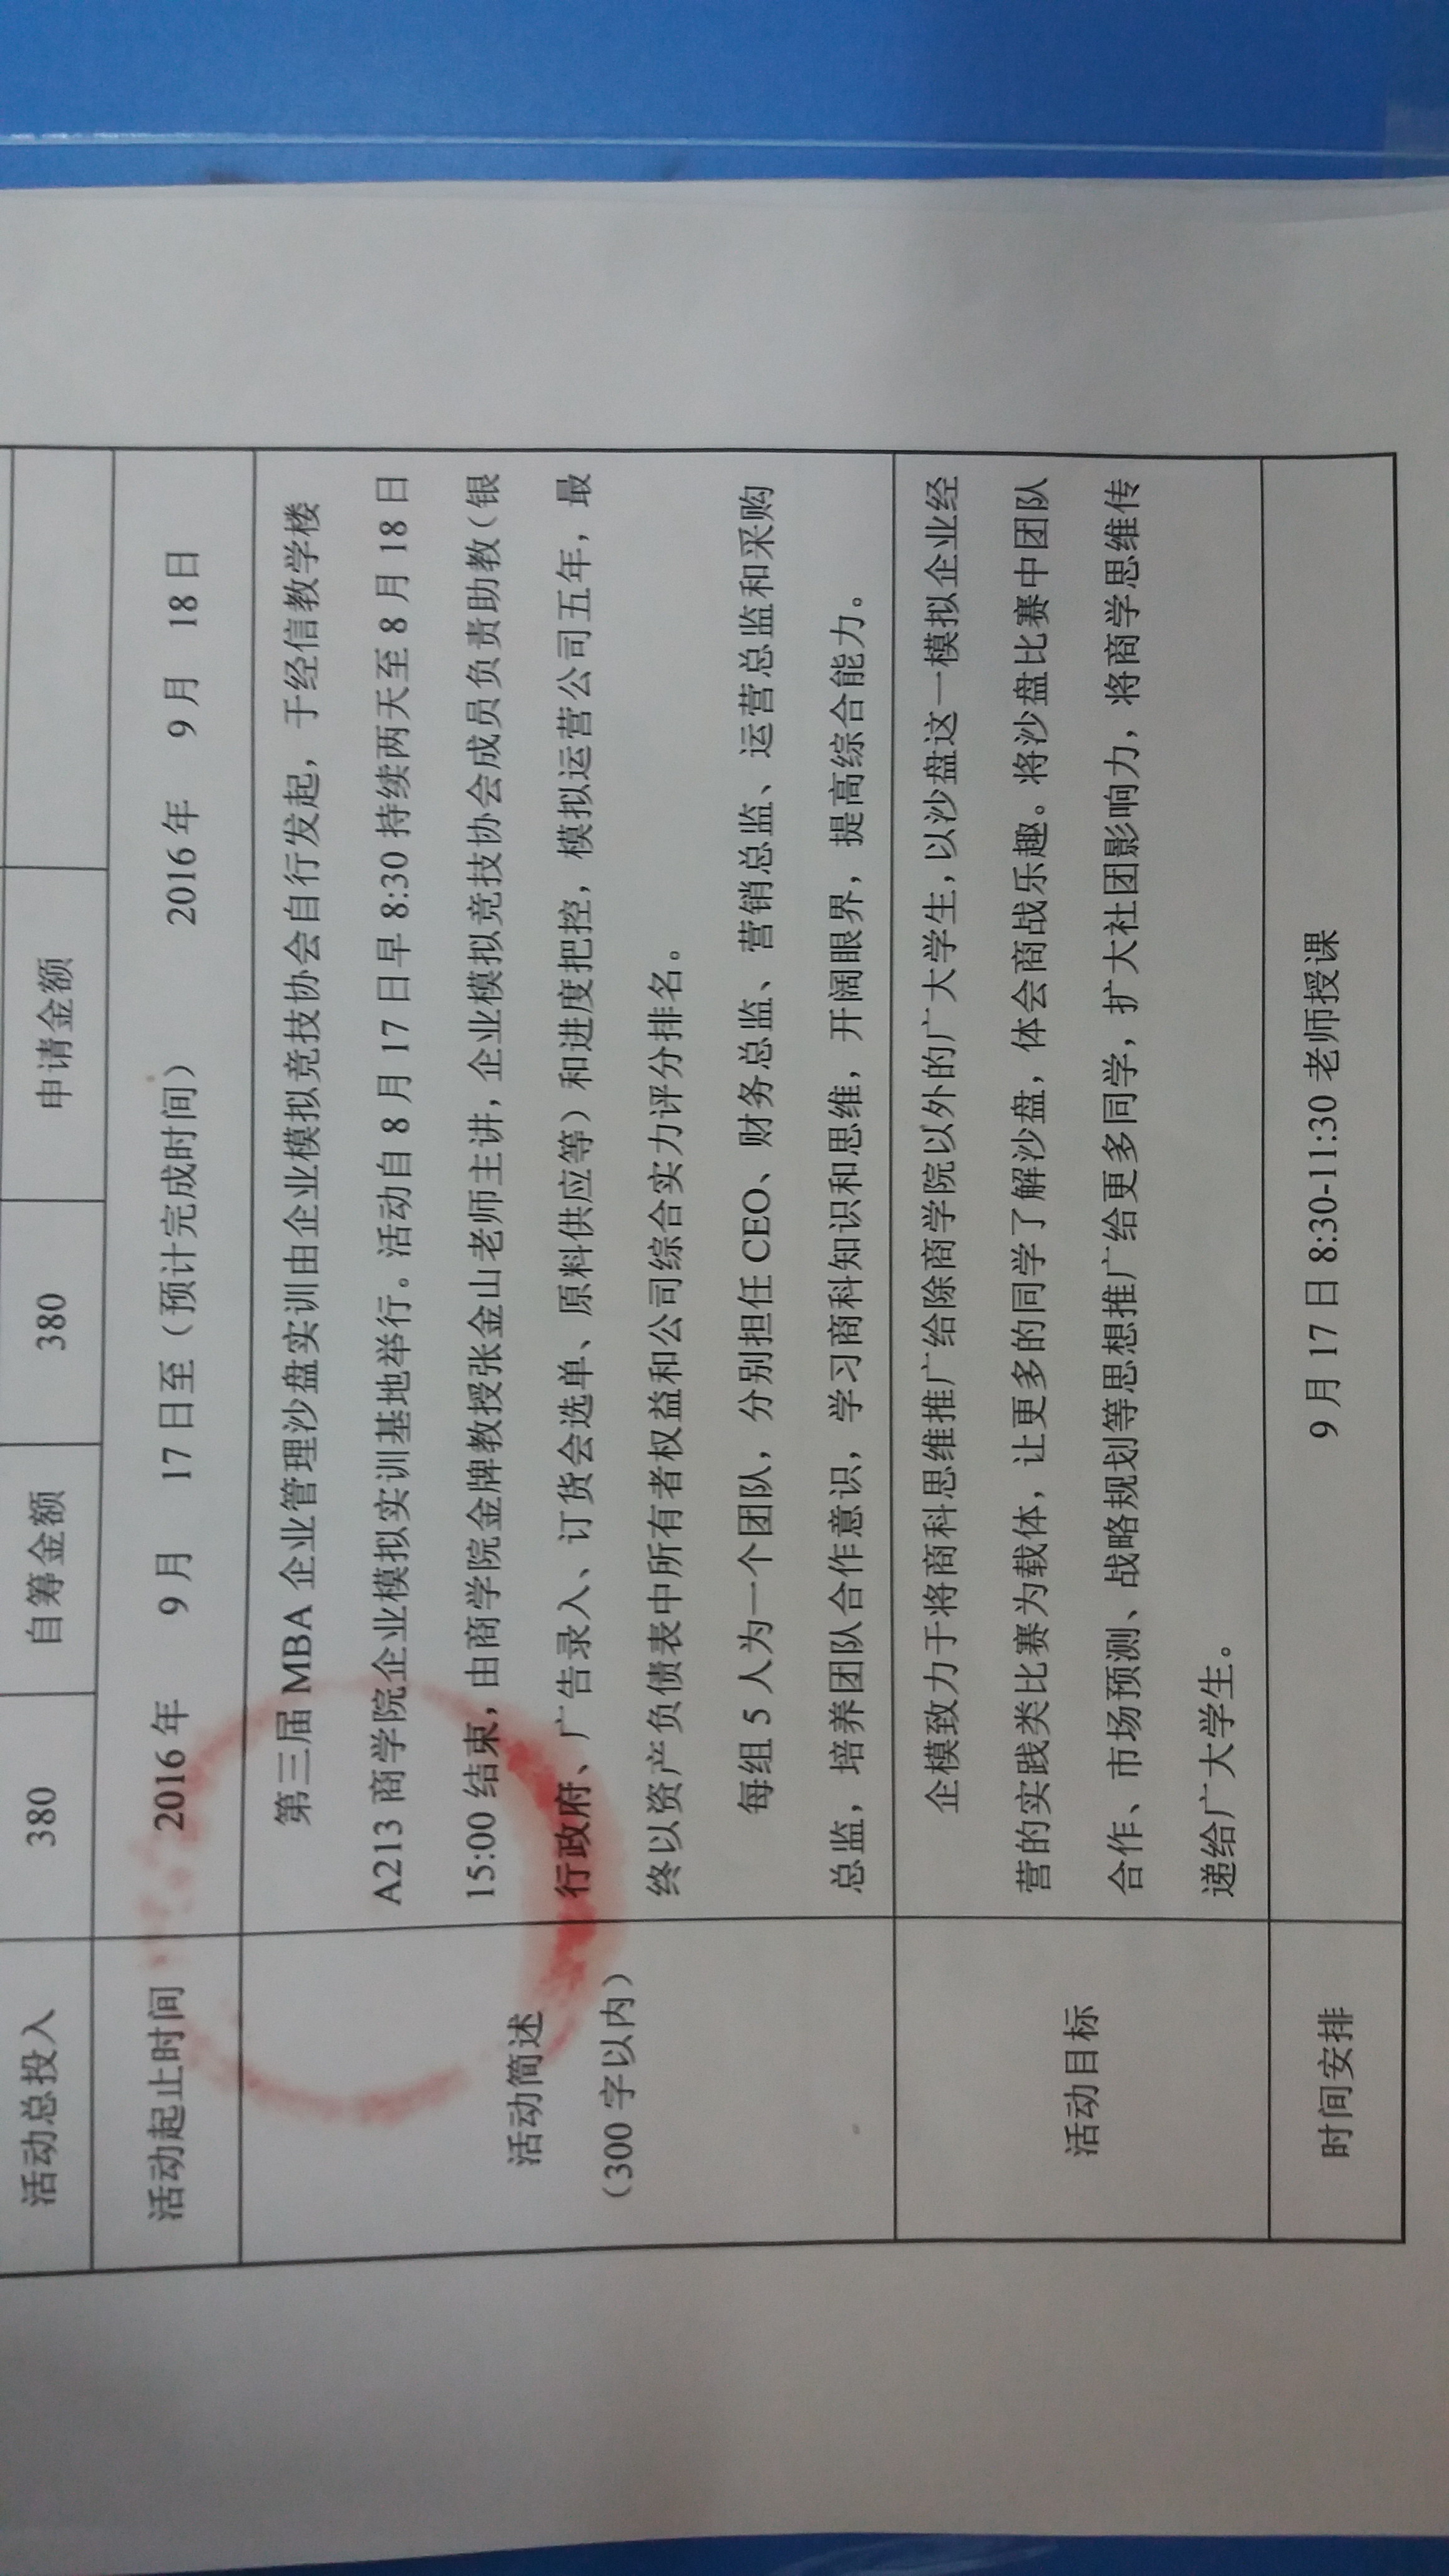 活动总投入 380 自筹金额 380 申请金额
活动起止时间 2016 年 9 月 17 日至（预计完成时间） 2016 年 9 月 18 日
第三届 MBA 企业管理沙盘实训由企业模拟竞技协会自行发起，于经信教学楼
A213 商学院企业模拟实训基地举行。活动自 8 月 17 日早 8:30 持续两天至 8 月 18 日
15:00 结束，由商学院金牌教授张金山老师主讲，企业模拟竞技协会成员负责助教（银
活动简述
行政府、广告录入、订货会选单、原料供应等）和进度把控，模拟运营公司五年，最
（300 字以内）
终以资产负债表中所有者权益和公司综合实力评分排名。
每组 5 人为一个团队，分别担任 CEO、财务总监、营销总监、运营总监和采购
总监，培养团队合作意识，学习商科知识和思维，开阔眼界，提高综合能力。
企模致力于将商科思维推广给除商学院以外的广大学生，以沙盘这一模拟企业经
营的实践类比赛为载体，让更多的同学了解沙盘，体会商战乐趣。将沙盘比赛中团队
活动目标
合作、市场预测、战略规划等思想推广给更多同学，扩大社团影响力，将商学思维传
递给广大学生。
时间安排 9 月 17 日 8:30-11:30 老师授课